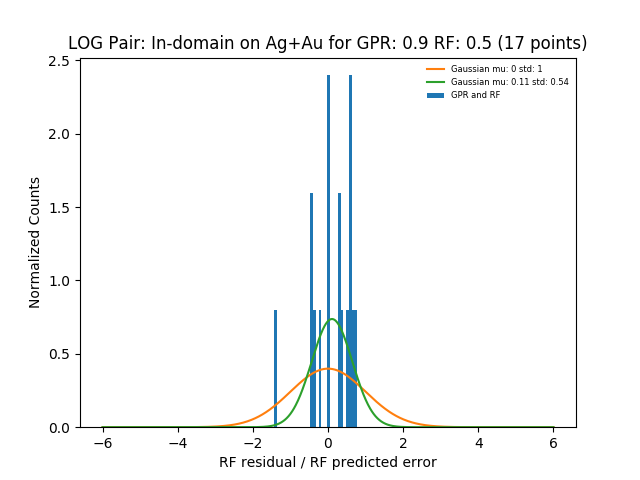 LOG Pair: In-domain on Ag+Au for GPR: 0.9 RF: 0.5 (17 points)
Gaussian mu: 0 std: 1
Gaussian mu: 0.11 std: 0.54
GPR and RF
Normalized Counts
2.5
2.0
1.5
1.0
0.5
0.0
−6 −4 −2 0 2 4 6
RF residual / RF predicted error